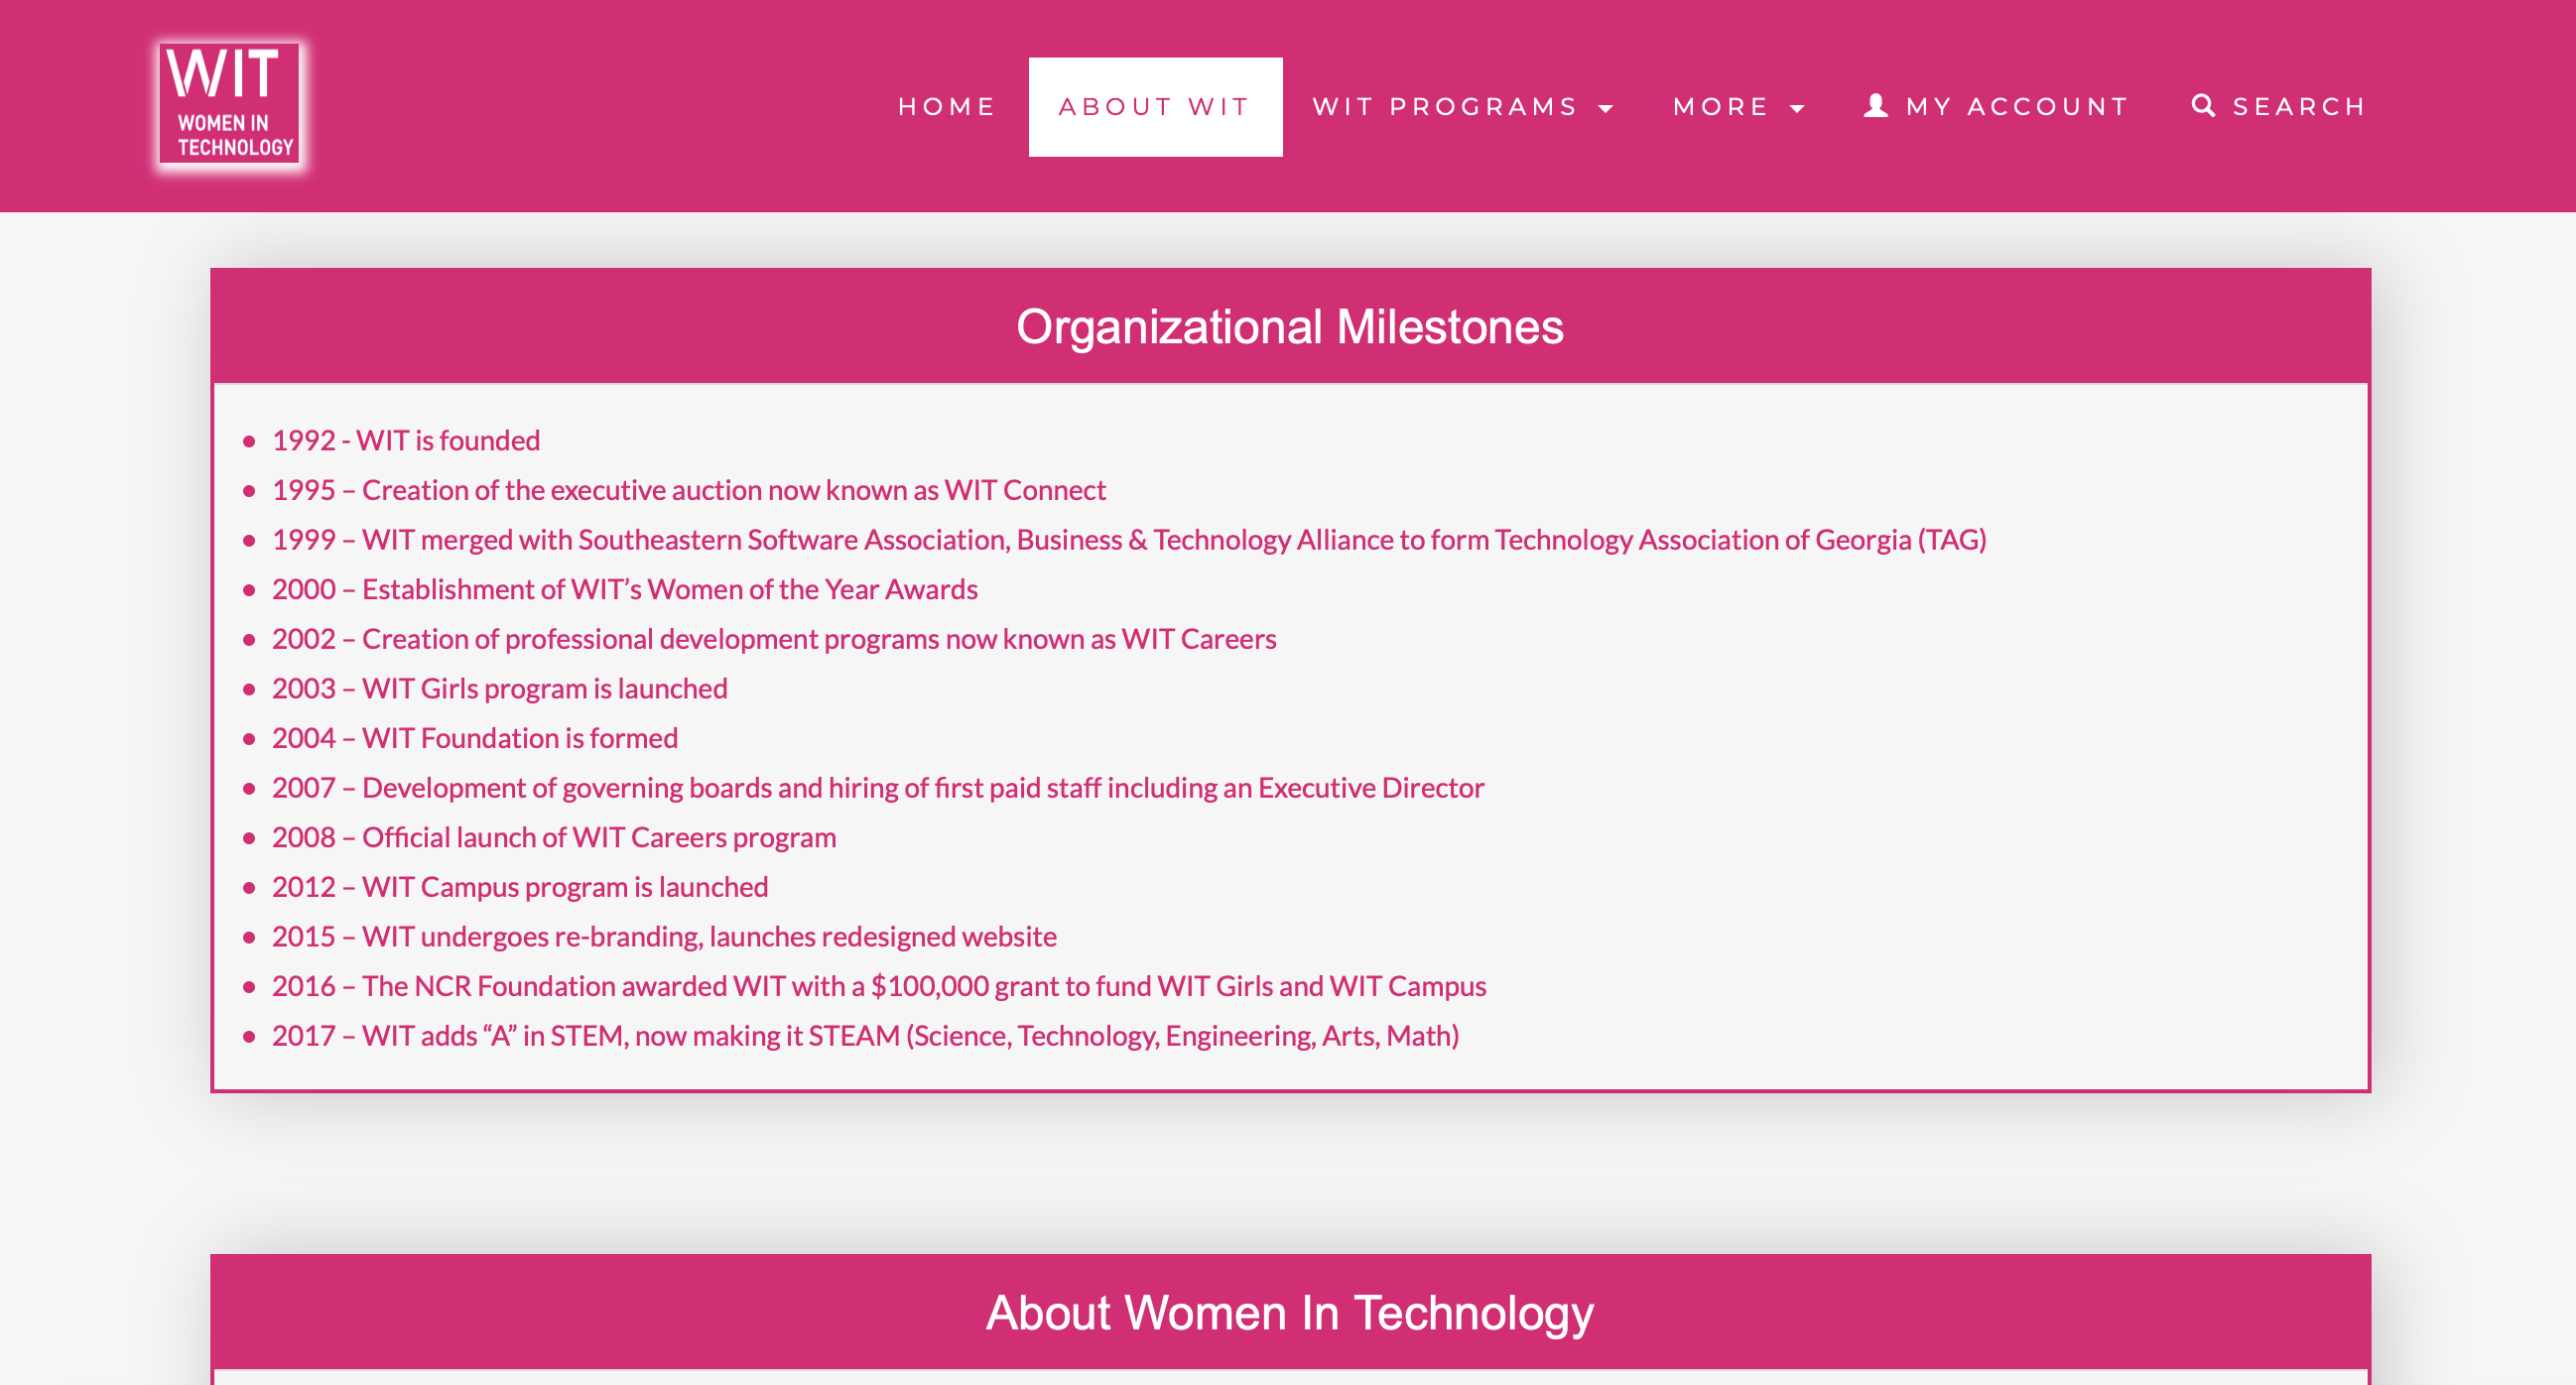 WIT
WOMEN IN
TECHNOLOGY
HOME
ABOUT WIT
WIT PROGRAMS
MORE
MY ACCOUNT
SEARCH
Organizational Milestones
1992 - WIT is founded
1995 – Creation of the executive auction now known as WIT Connect
1999 – WIT merged with Southeastern Software Association, Business & Technology Alliance to form Technology Association of Georgia (TAG)
2000 – Establishment of WIT’s Women of the Year Awards
2002 – Creation of professional development programs now known as WIT Careers
2003 – WIT Girls program is launched
2004 – WIT Foundation is formed
2007 – Development of governing boards and hiring of first paid staff including an Executive Director
2008 – Official launch of WIT Careers program
2012 – WIT Campus program is launched
2015 – WIT undergoes re-branding, launches redesigned website
2016 – The NCR Foundation awarded WIT with a $100,000 grant to fund WIT Girls and WIT Campus
2017 – WIT adds “A” in STEM, now making it STEAM (Science, Technology, Engineering, Arts, Math)
About Women In Technology